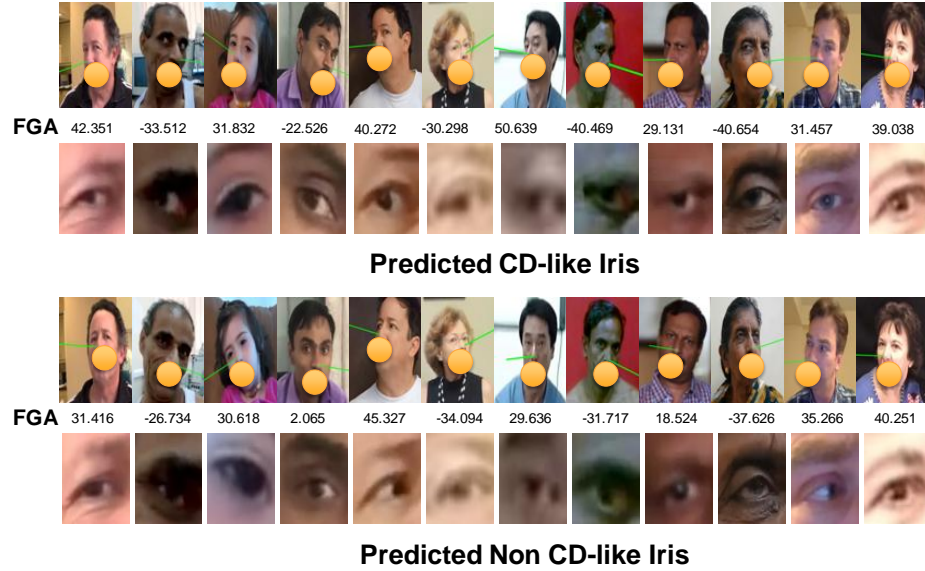 FGA 42.351 -33.512 31.832 -22.526 40.272 -30.298 50.639 -40.469 29.131 -40.654 31.457 39.038
Predicted CD-like Iris
FGA 31.416 -26.734 30.618 2.065 45.327 -34.094 29.636 -31.717 18.524 -37.626 35.266 40.251
Predicted Non CD-like Iris